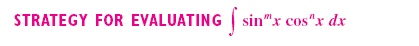 STRATEGY FOR EVALUATING ∫ sinᵐx cosⁿx dx